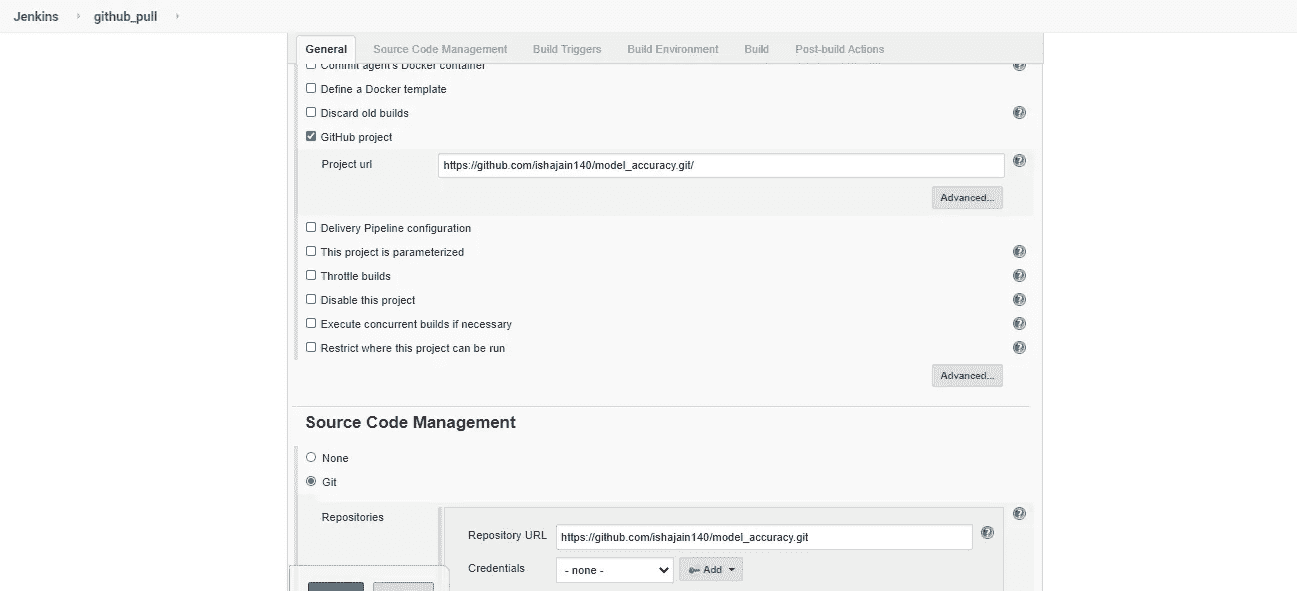 Jenkins › github_pull ›
General Source Code Management Build Triggers Build Environment Build Post-build Actions
Commit agent's Docker container
Define a Docker template
Discard old builds
GitHub project
Project url https://github.com/ishajain140/model_accuracy.git/
Advanced...
Delivery Pipeline configuration
This project is parameterized
Throttle builds
Disable this project
Execute concurrent builds if necessary
Restrict where this project can be run
Advanced...
Source Code Management
None
Git
Repositories
Repository URL https://github.com/ishajain140/model_accuracy.git
Credentials - none - Add